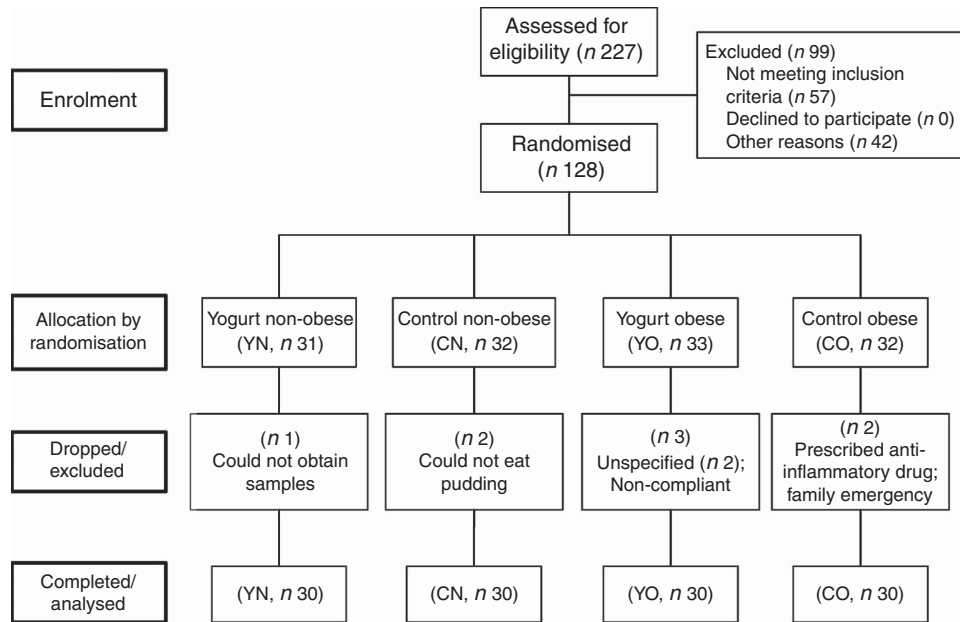 Assessed for
eligibility (n 227)
Excluded (n 99)
Not meeting inclusion
criteria (n 57)
Declined to participate (n 0)
Other reasons (n 42)
Enrolment
Randomised
(n 128)
Allocation by
randomisation
Yogurt non-obese
(YN, n 31)
Control non-obese
(CN, n 32)
Yogurt obese
(YO, n 33)
Control obese
(CO, n 32)
Dropped/
excluded
(n 1)
Could not obtain
samples
(n 2)
Could not eat
pudding
(n 3)
Unspecified (n 2);
Non-compliant
(n 2)
Prescribed anti-
inflammatory drug;
family emergency
Completed/
analysed
(YN, n 30)
(CN, n 30)
(YO, n 30)
(CO, n 30)